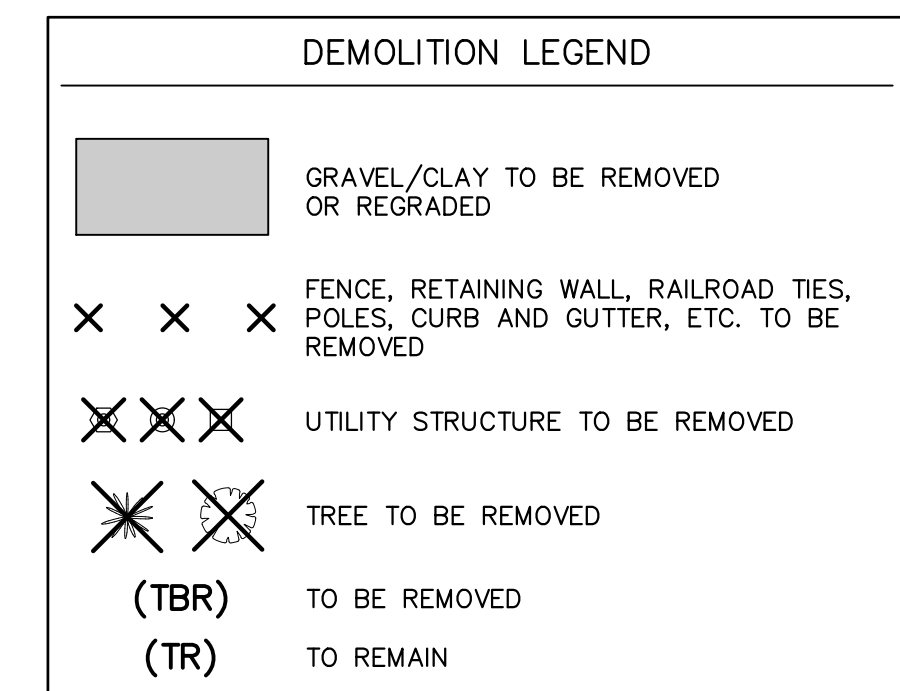 DEMOLITION LEGEND
GRAVEL/CLAY TO BE REMOVED
OR REGRADED
FENCE, RETAINING WALL, RAILROAD TIES,
POLES, CURB AND GUTTER, ETC. TO BE
REMOVED
UTILITY STRUCTURE TO BE REMOVED
TREE TO BE REMOVED
(TBR) TO BE REMOVED
(TR) TO REMAIN